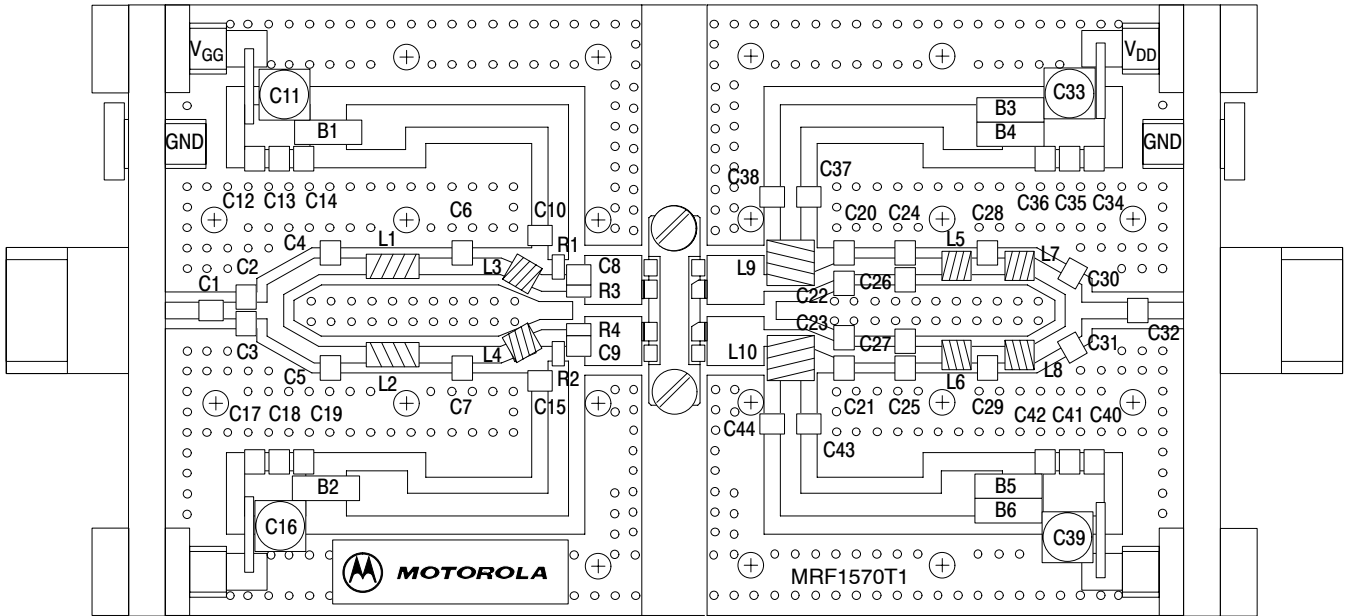 VGG
VDD
C11
C33
B1
B3
B4
GND
GND
C12 C13 C14
C6
C10
C38
C37
C20 C24 C28
C36 C35 C34
C4
L1
R1
L5
L7
C2
L3
C8
L9
C30
C1
R3
C22
C26
C3
R4
C23
C27
C32
C5
L4
C9
L10
C31
L2
R2
L6
L8
C17 C18 C19
C7
C15
C21 C25 C29
C42 C41 C40
C44
C43
B2
B5
B6
C16
C39
MOTOROLA
MRF1570T1